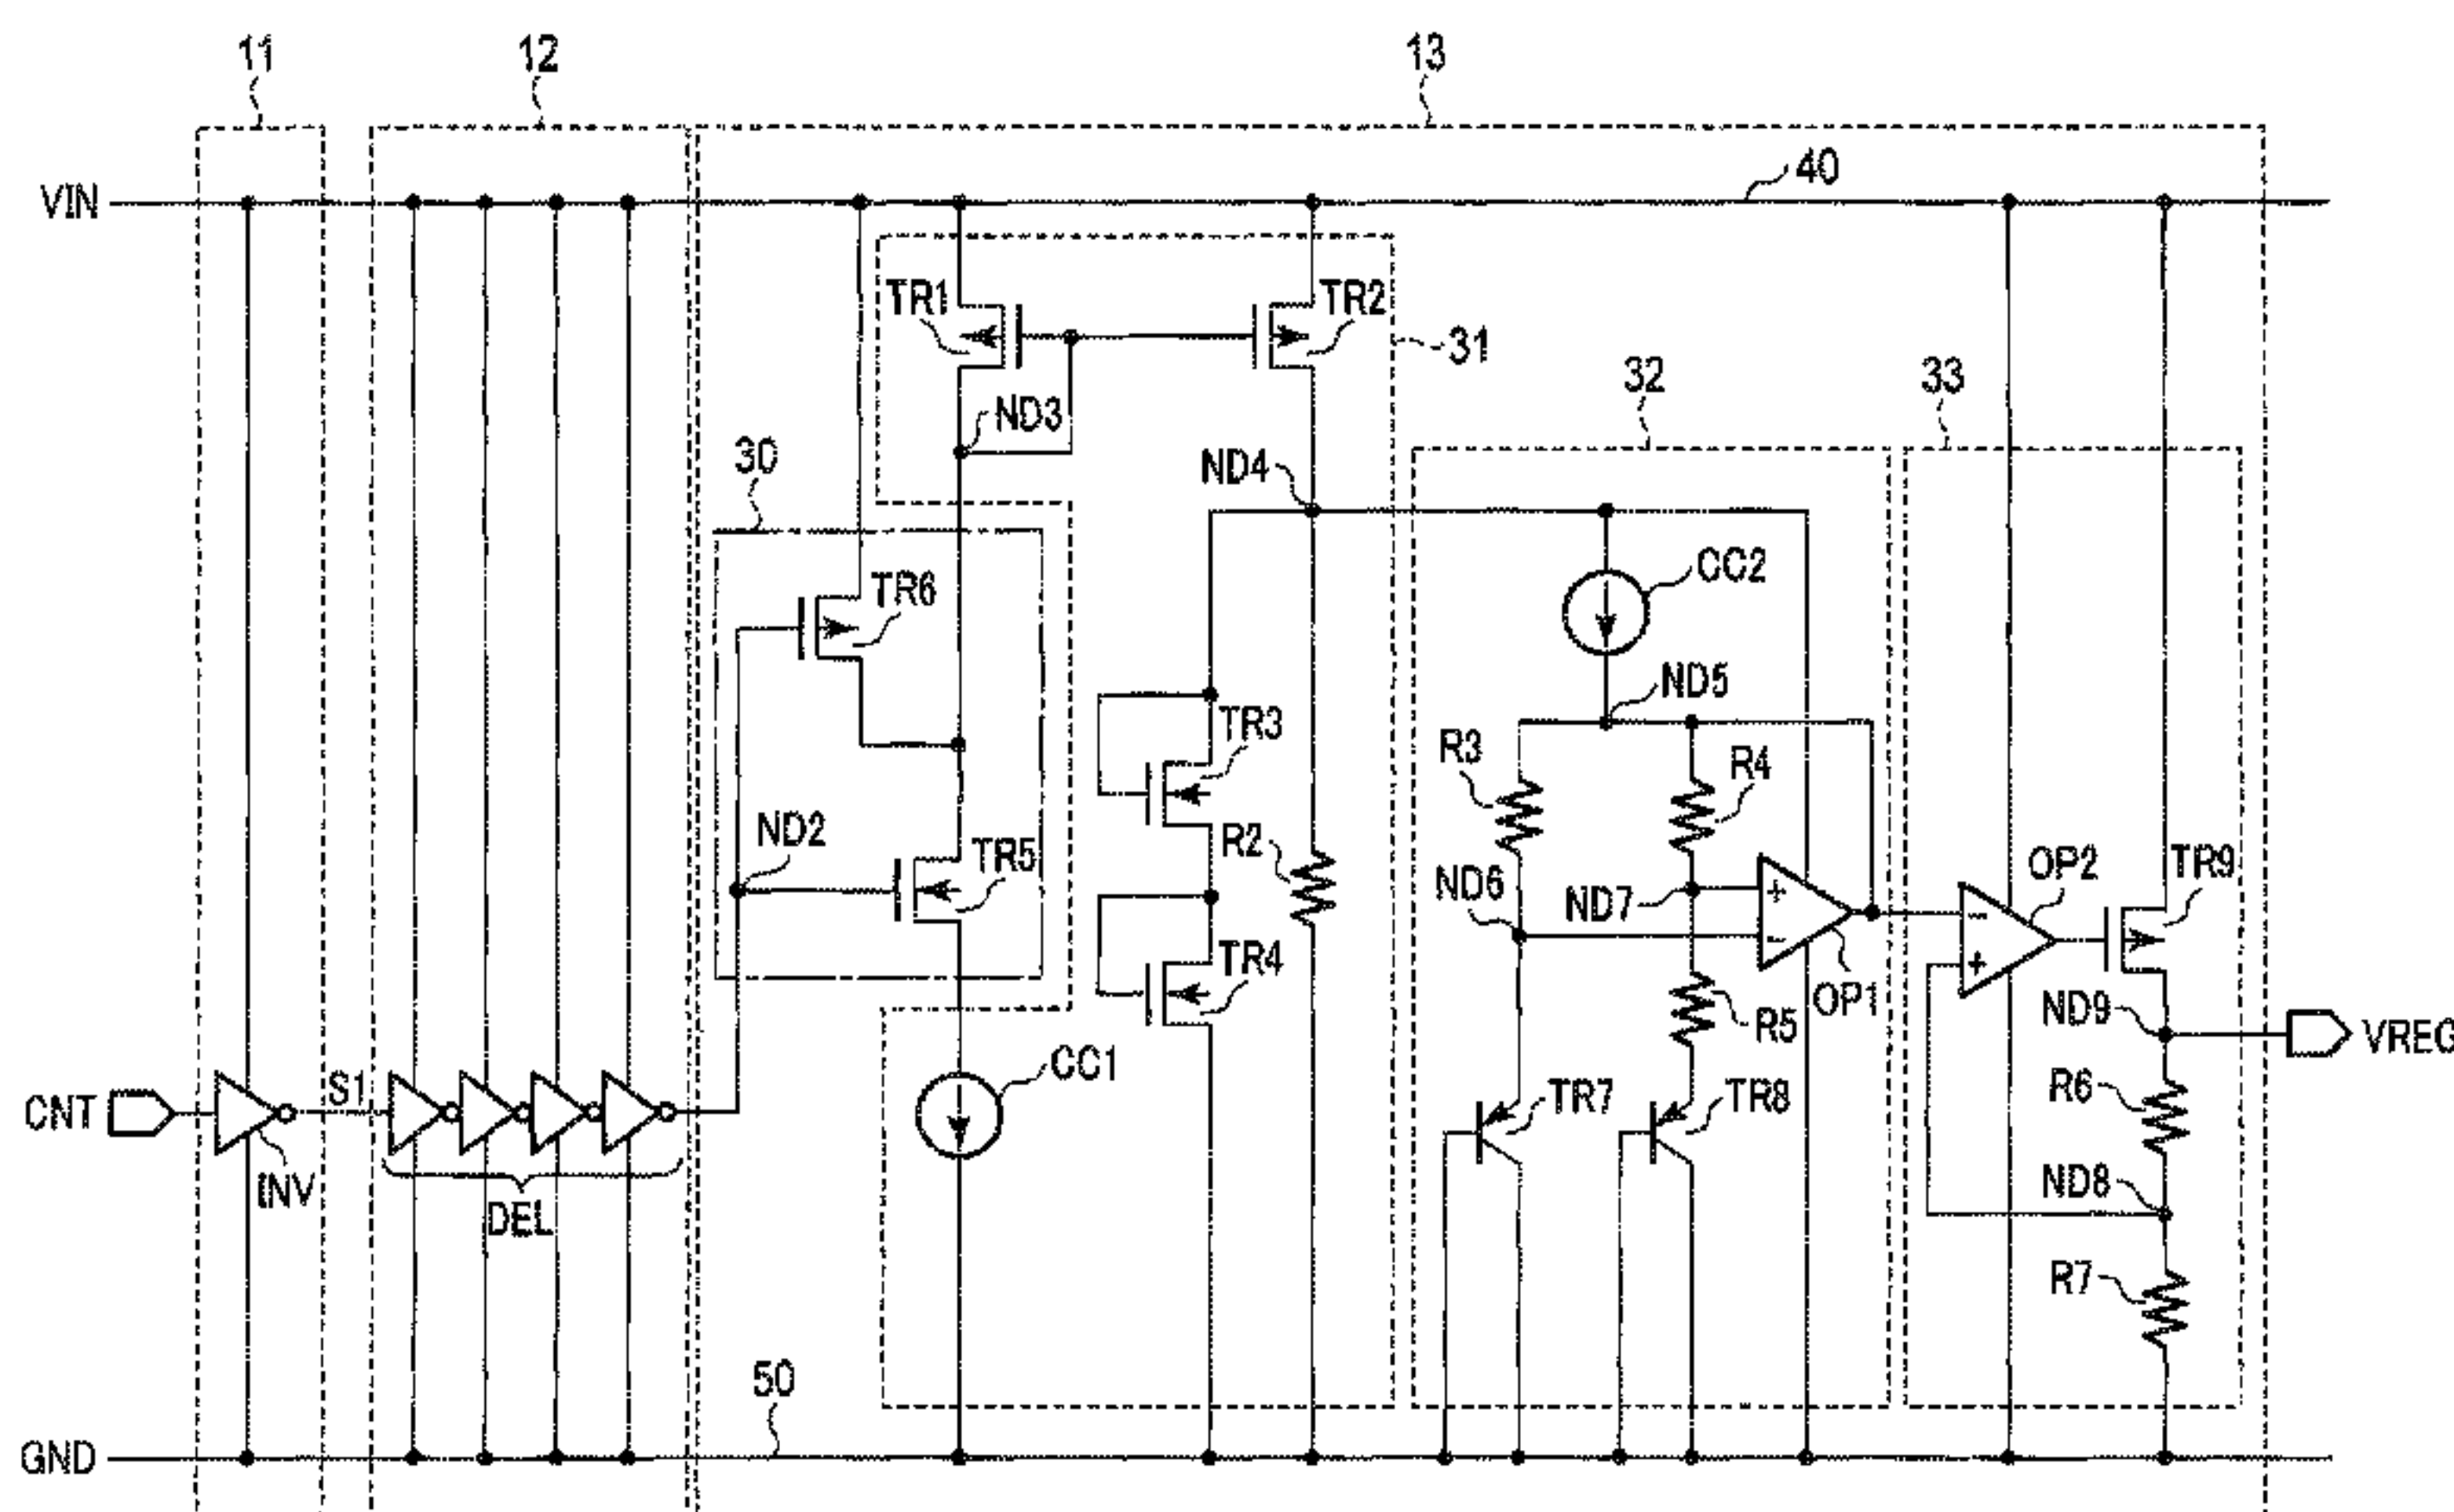 11
12
13
VIN
40
TR1
TR2
31
32
33
ND3
30
ND4
CC2
TR6
ND5
TR3
R3
R4
ND2
TR5
R2
OP2
TR9
ND6
ND7
TR4
OP1
R5
ND9
VREG
CC1
S1
CNT
TR7
TR8
R6
INV
DEL
ND8
R7
50
GND